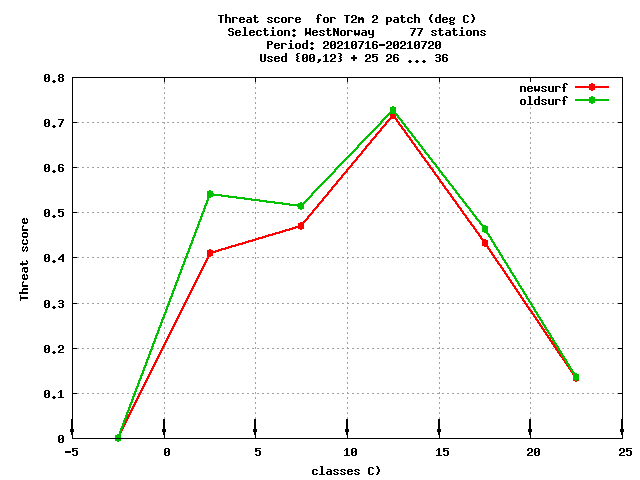 Threat score  for T2m 2 patch (deg C)
Selection: WestNorway     77 stations
Period: 20210716-20210720
Used {00,12} + 25 26 ... 36
newsurf
oldsurf
0.8
0.7
0.6
0.5
0.4
0.3
0.2
0.1
0
Threat score
-5 0 5 10 15 20 25
classes C)